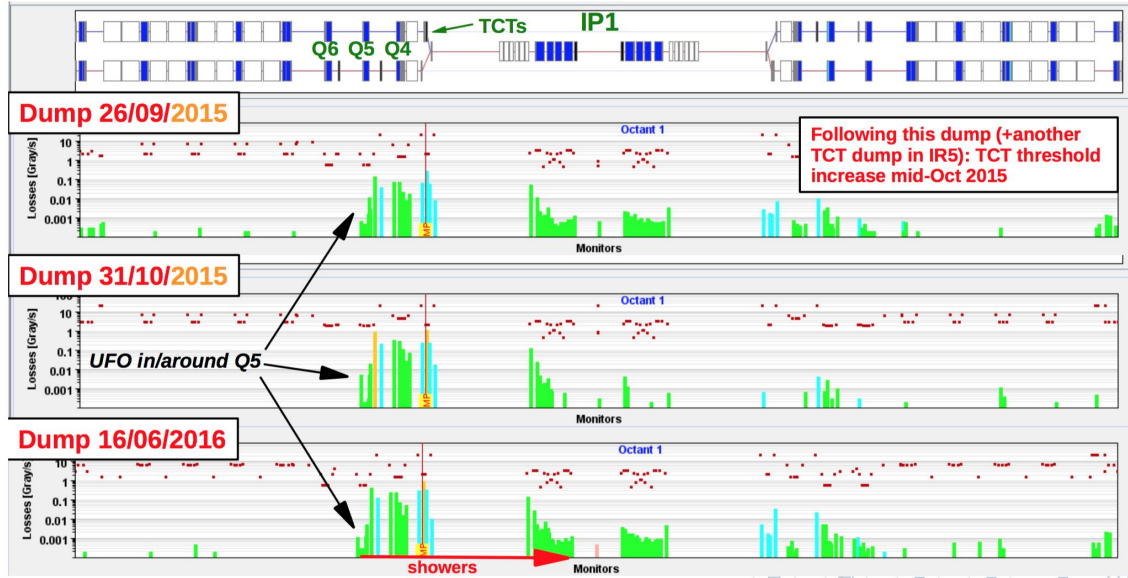 TCTs
IP1
Q6 Q5 Q4
Dump 26/09/2015
Octant 1
Following this dump (+another
TCT dump in IR5): TCT threshold
increase mid-Oct 2015
Losses [Gray/s]
10
1
0.1
0.01
0.001
MP
Monitors
Dump 31/10/2015
Octant 1
Losses [Gray/s]
10
1
0.1
0.01
0.001
UFO in/around Q5
MP
Monitors
Dump 16/06/2016
Octant 1
Losses [Gray/s]
10
1
0.1
0.01
0.001
MP
showers
Monitors